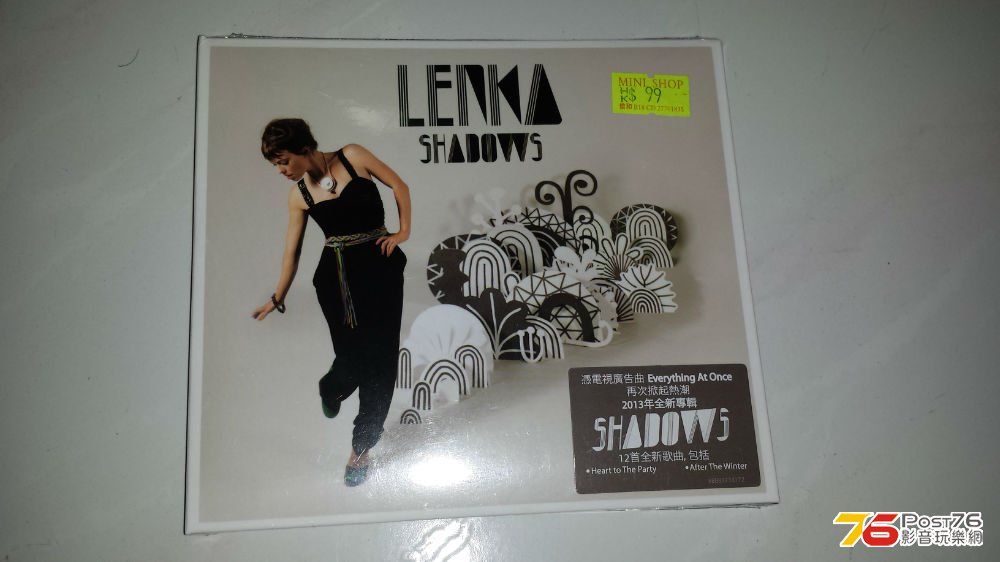 LENKA
SHADOWS
MINI SHOP
HK$ 99
憑電視廣告曲 Everything At Once
再次掀起熱潮
2013年全新專輯
SHADOWS
12首全新歌曲, 包括
• Heart to The Party
• After The Winter
76 Post76
影音玩樂網